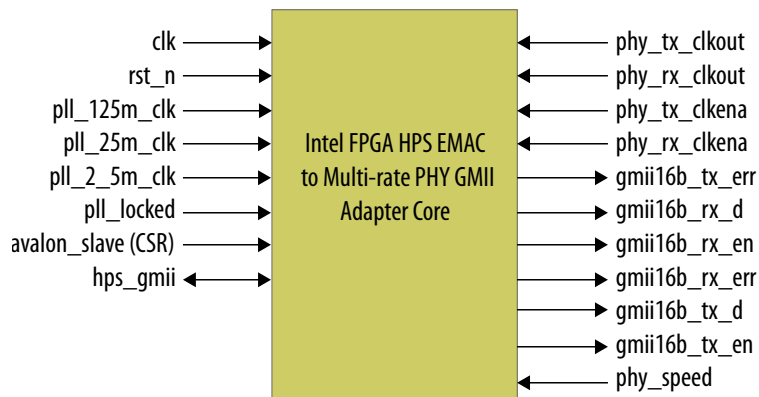 clk
rst_n
pll_125m_clk
pll_25m_clk
pll_2_5m_clk
pll_locked
avalon_slave (CSR)
hps_gmii
Intel FPGA HPS EMAC
to Multi-rate PHY GMII
Adapter Core
phy_tx_clkout
phy_rx_clkout
phy_tx_clkena
phy_rx_clkena
gmii16b_tx_err
gmii16b_rx_d
gmii16b_rx_en
gmii16b_rx_err
gmii16b_tx_d
gmii16b_tx_en
phy_speed